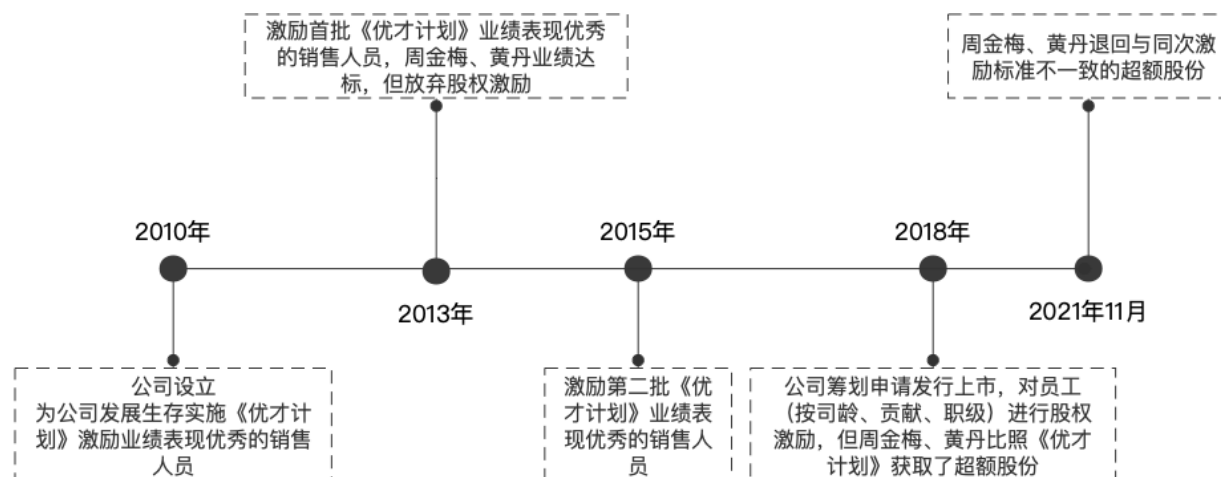 激励首批《优才计划》业绩表现优秀
的销售人员，周金梅、黄丹业绩达
标，但放弃股权激励
周金梅、黄丹退回与同次激
励标准不一致的超额股份
2010年
2015年
2018年
2013年
2021年11月
公司设立
为公司发展生存实施《优才计
划》激励业绩表现优秀的销售
人员
激励第二批《优
才计划》业绩表
现优秀的销售人
员
公司筹划申请发行上市，对员工
（按司龄、贡献、职级）进行股权
激励，但周金梅、黄丹比照《优才
计划》获取了超额股份